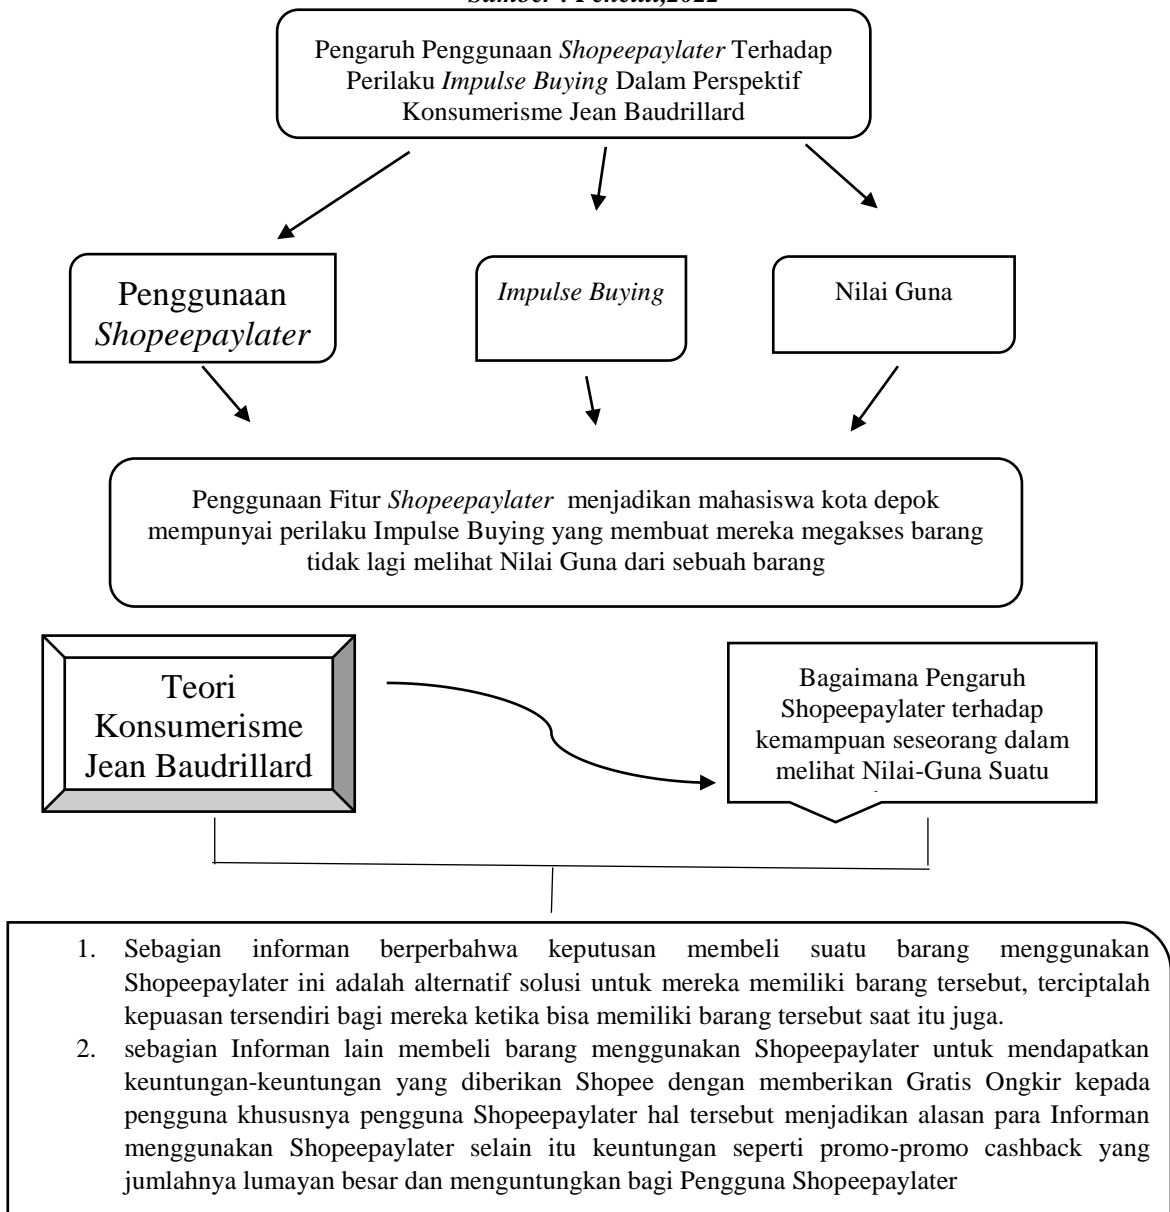 Pengaruh Penggunaan Shopeepaylater Terhadap
Perilaku Impulse Buying Dalam Perspektif
Konsumerisme Jean Baudrillard
Penggunaan
Shopeepaylater
Impulse Buying
Nilai Guna
Penggunaan Fitur Shopeepaylater menjadikan mahasiswa kota depok
mempunyai perilaku Impulse Buying yang membuat mereka megakses barang
tidak lagi melihat Nilai Guna dari sebuah barang
Teori
Konsumerisme
Jean Baudrillard
Bagaimana Pengaruh
Shopeepaylater terhadap
kemampuan seseorang dalam
melihat Nilai-Guna Suatu
1. Sebagian informan berperbahwa keputusan membeli suatu barang menggunakan
Shopeepaylater ini adalah alternatif solusi untuk mereka memiliki barang tersebut, terciptalah
kepuasan tersendiri bagi mereka ketika bisa memiliki barang tersebut saat itu juga.
2. sebagian Informan lain membeli barang menggunakan Shopeepaylater untuk mendapatkan
keuntungan-keuntungan yang diberikan Shopee dengan memberikan Gratis Ongkir kepada
pengguna khususnya pengguna Shopeepaylater hal tersebut menjadikan alasan para Informan
menggunakan Shopeepaylater selain itu keuntungan seperti promo-promo cashback yang
jumlahnya lumayan besar dan menguntungkan bagi Pengguna Shopeepaylater